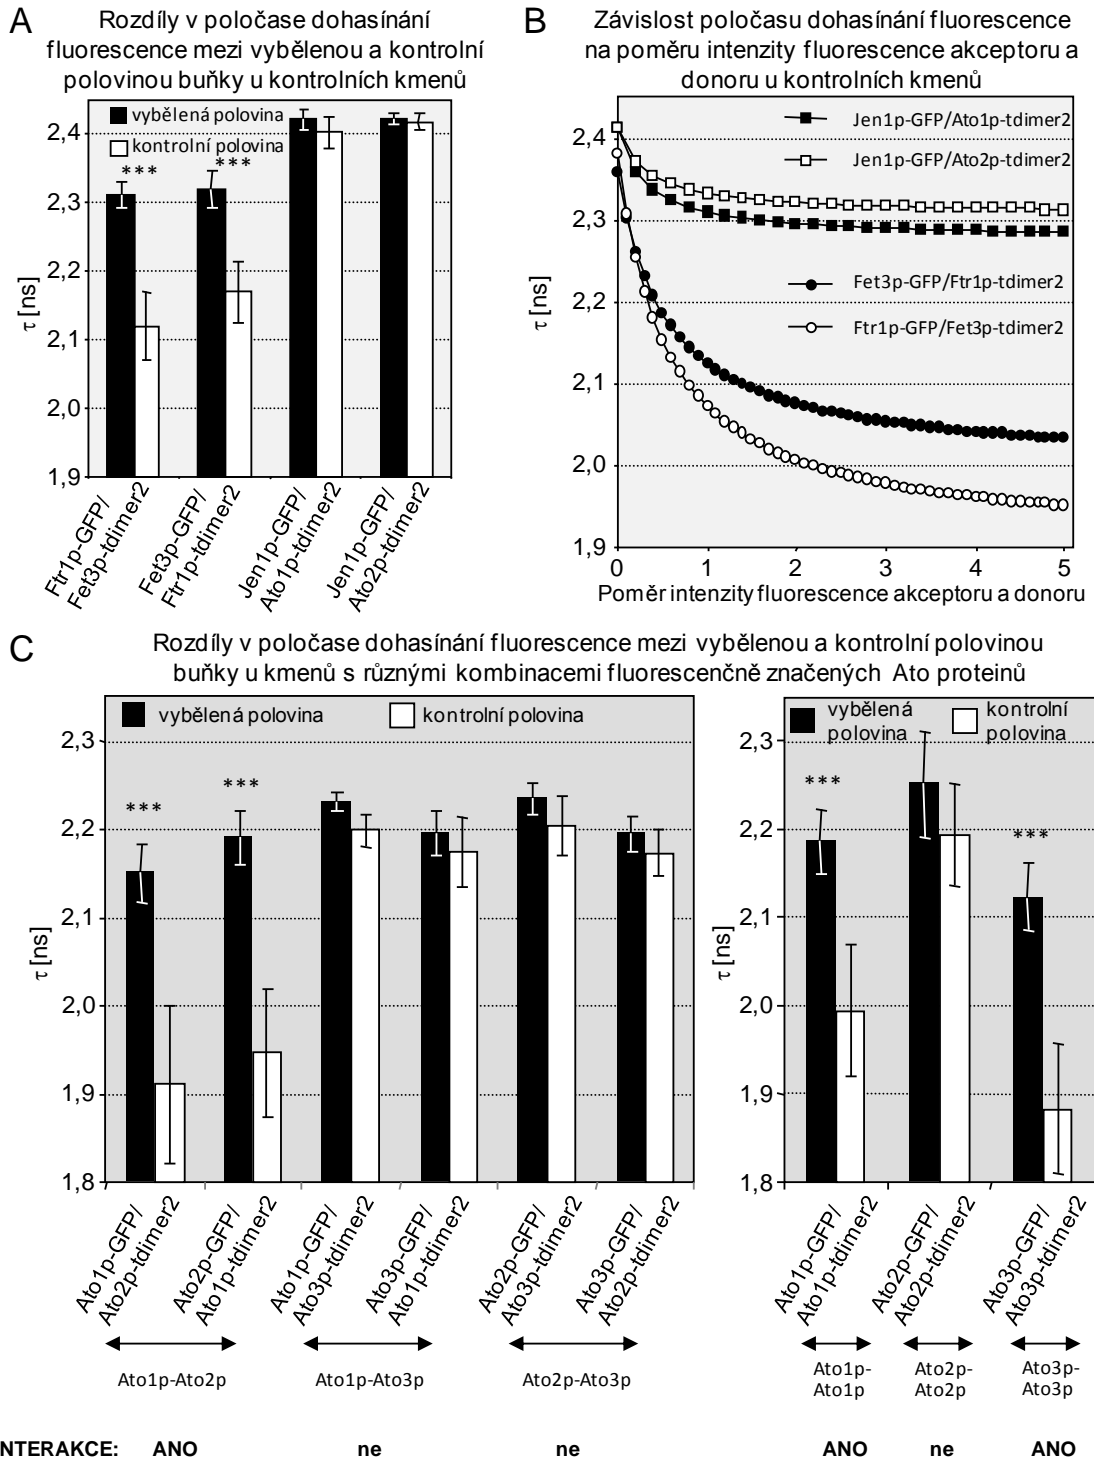 A
Rozdíly v poločase dohasínání
fluorescence mezi vybělenou a kontrolní
polovinou buňky u kontrolních kmenů
vybělená polovina
kontrolní polovina
***
***
2,4
2,3
2,2
2,1
2,0
1,9
τ [ns]
Ftr1p-GFP/
Fet3p-tdimer2
Fet3p-GFP/
Ftr1p-tdimer2
Jen1p-GFP/
Ato1p-tdimer2
Jen1p-GFP/
Ato2p-tdimer2
B
Závislost poločasu dohasínání fluorescence
na poměru intenzity fluorescence akceptoru a
donoru u kontrolních kmenů
Jen1p-GFP/Ato1p-tdimer2
Jen1p-GFP/Ato2p-tdimer2
Fet3p-GFP/Ftr1p-tdimer2
Ftr1p-GFP/Fet3p-tdimer2
2,4
2,3
2,2
2,1
2,0
1,9
τ [ns]
0 1 2 3 4 5
Poměr intenzity fluorescence akceptoru a donoru
C
Rozdíly v poločase dohasínání fluorescence mezi vybělenou a kontrolní polovinou
buňky u kmenů s různými kombinacemi fluorescenčně značených Ato proteinů
vybělená polovina
kontrolní polovina
***
***
2,3
2,2
2,1
2,0
1,9
1,8
τ [ns]
Ato1p-GFP/
Ato2p-tdimer2
Ato2p-GFP/
Ato1p-tdimer2
Ato1p-GFP/
Ato3p-tdimer2
Ato3p-GFP/
Ato1p-tdimer2
Ato2p-GFP/
Ato3p-tdimer2
Ato3p-GFP/
Ato2p-tdimer2
Ato1p-Ato2p
Ato1p-Ato3p
Ato2p-Ato3p
vybělená
polovina
kontrolní
polovina
***
***
2,3
2,2
2,1
2,0
1,9
1,8
τ [ns]
Ato1p-GFP/
Ato1p-tdimer2
Ato2p-GFP/
Ato2p-tdimer2
Ato3p-GFP/
Ato3p-tdimer2
Ato1p-
Ato1p
Ato2p-
Ato2p
Ato3p-
Ato3p
NTERAKCE: ANO ne ne ANO ne ANO